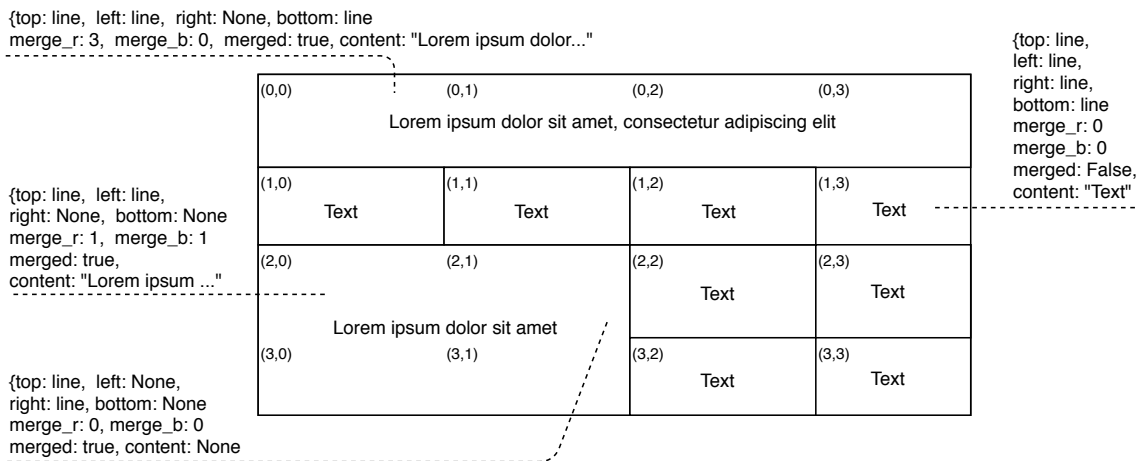 {top: line, left: line, right: None, bottom: line
merge_r: 3, merge_b: 0, merged: true, content: "Lorem ipsum dolor..."
{top: line,
left: line,
right: line,
bottom: line
merge_r: 0
merge_b: 0
merged: False,
content: "Text"
(0,0) (0,1) (0,2) (0,3)
Lorem ipsum dolor sit amet, consectetur adipiscing elit
(1,0) (1,1) (1,2) (1,3)
Text Text Text Text
{top: line, left: line,
right: None, bottom: None
merge_r: 1, merge_b: 1
merged: true,
content: "Lorem ipsum ..."
(2,0) (2,1) (2,2) (2,3)
Text Text
Lorem ipsum dolor sit amet
(3,0) (3,1) (3,2) (3,3)
Text Text
{top: line, left: None,
right: line, bottom: None
merge_r: 0, merge_b: 0
merged: true, content: None